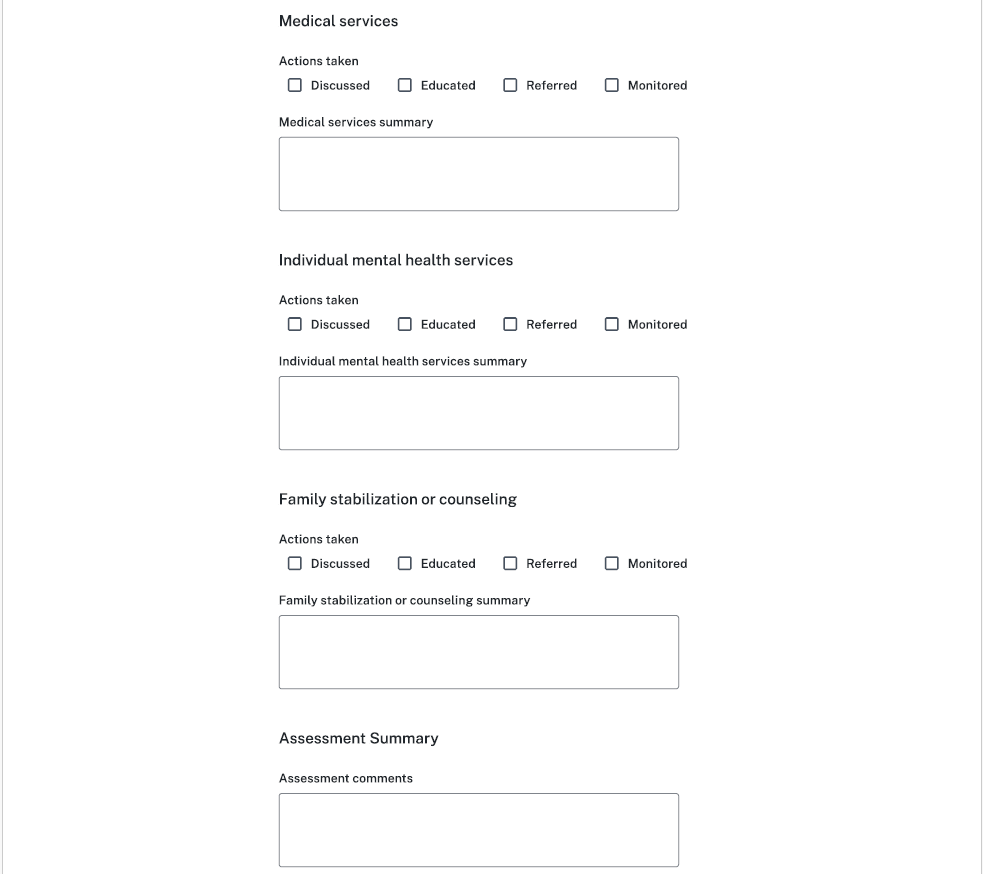 Medical services
Actions taken
Discussed Educated Referred Monitored
Medical services summary
Individual mental health services
Actions taken
Discussed Educated Referred Monitored
Individual mental health services summary
Family stabilization or counseling
Actions taken
Discussed Educated Referred Monitored
Family stabilization or counseling summary
Assessment Summary
Assessment comments